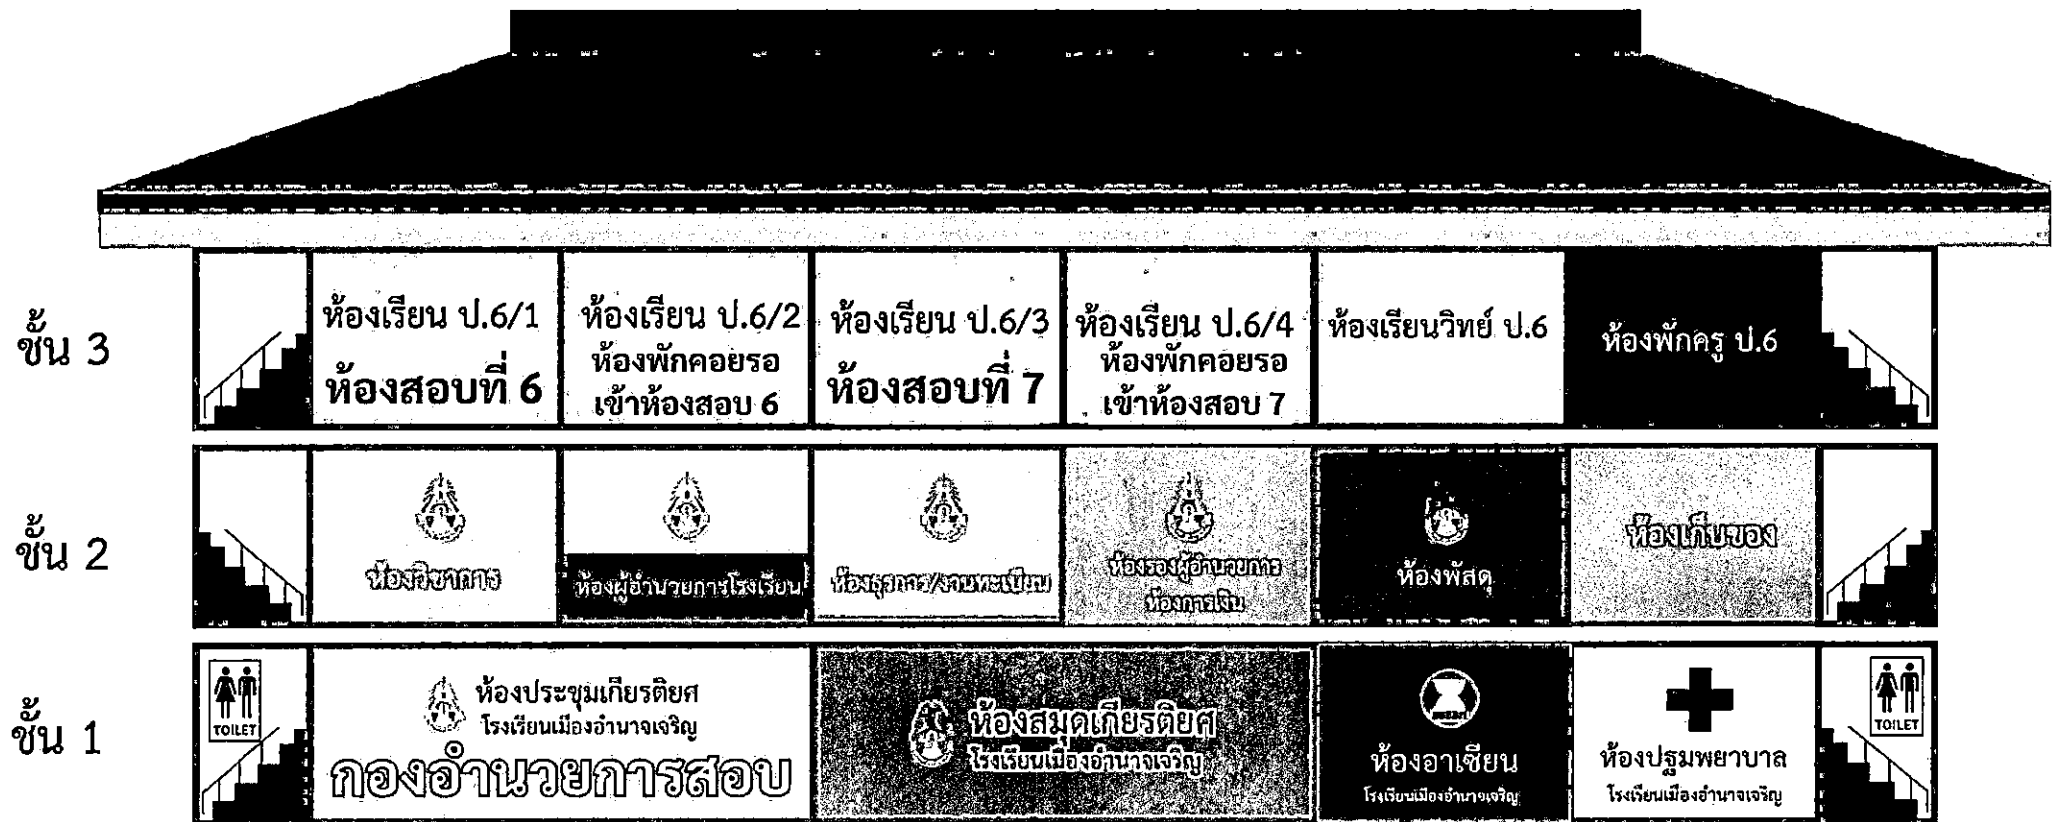 ชั้น 3
ห้องเรียน ป.6/1
ห้องสอบที่ 6
ห้องเรียน ป.6/2
ห้องพักคอยรอ
เข้าห้องสอบ 6
ห้องเรียน ป.6/3
ห้องสอบที่ 7
ห้องเรียน ป.6/4
ห้องพักคอยรอ
เข้าห้องสอบ 7
ห้องเรียนวิทย์ ป.6
ห้องพักครู ป.6
ชั้น 2
ห้องวิชาการ
ห้องผู้อำนวยการโรงเรียน
ห้องธุรการ/งานทะเบียน
ห้องรองผู้อำนวยการ
ห้องการเงิน
ห้องพัสดุ
ห้องเก็บของ
ชั้น 1
TOILET
ห้องประชุมเกียรติยศ
โรงเรียนเมืองอำนาจเจริญ
กองอำนวยการสอบ
ห้องสมุดเกียรติยศ
โรงเรียนเมืองอำนาจเจริญ
asean
ห้องอาเซียน
โรงเรียนเมืองอำนาจเจริญ
ห้องปฐมพยาบาล
โรงเรียนเมืองอำนาจเจริญ
TOILET